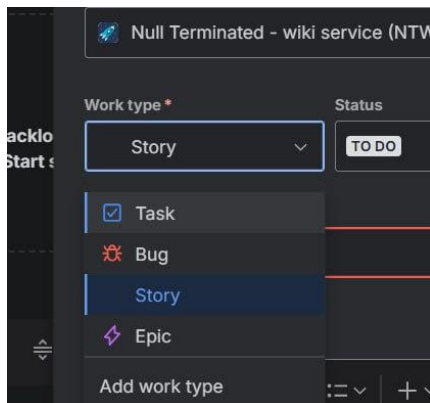 Null Terminated - wiki service (NTW
Work type *
Status
acklo
Start s
Story
TO DO
Task
Bug
Story
Epic
Add work type